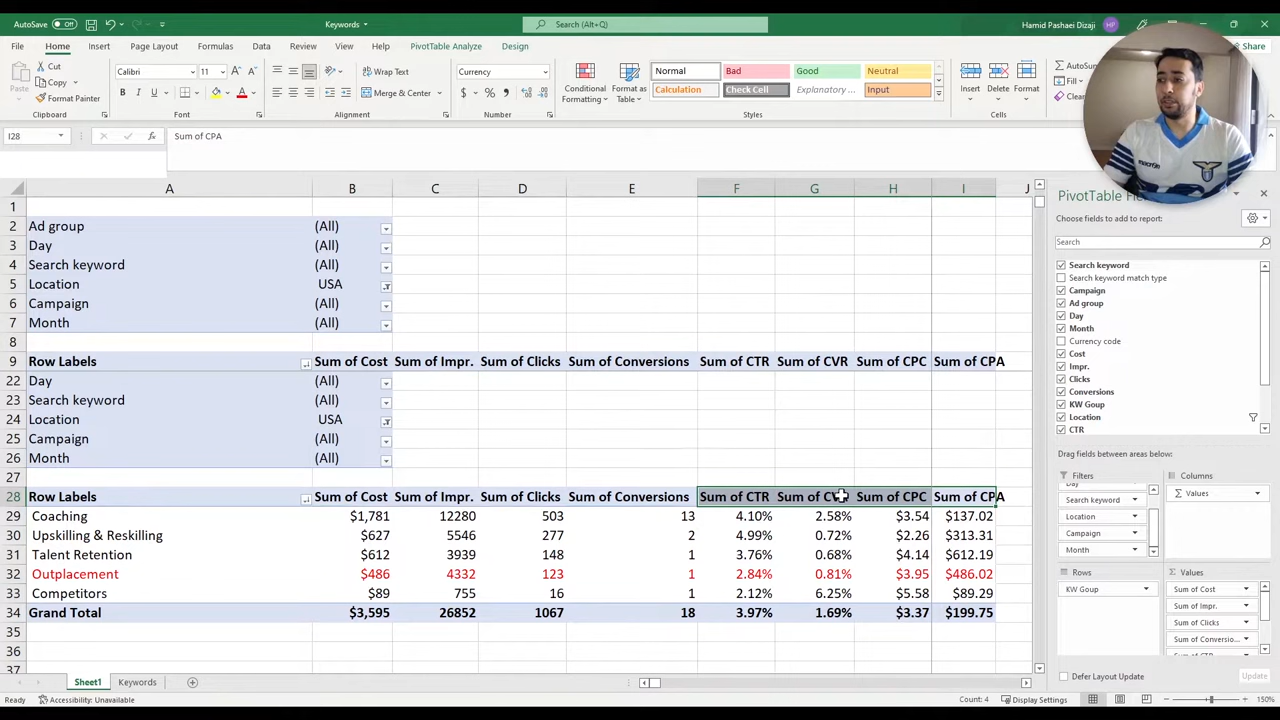 AutoSave Off Keywords Search (Alt+Q) Hamid Pashaei Dizaji HF
File Home Insert Page Layout Formulas Data Review View Help PivotTable Analyze Design Share
Cut
Copy
Format Painter
Paste
Clipboard
Calibri 11
B I U
Font
Wrap Text
Merge & Center
Alignment
Currency
$ % ,
Number
Conditional Formatting
Format as Table
Normal Bad Good Neutral
Calculation Check Cell Explanatory ... Input
Styles
Insert Delete Format
Cells
AutoSum
Fill
Clear
I28 fx Sum of CPA
A B C D E F G H I J
1
2 Ad group (All)
3 Day (All)
4 Search keyword (All)
5 Location USA
6 Campaign (All)
7 Month (All)
8
9 Row Labels Sum of Cost Sum of Impr. Sum of Clicks Sum of Conversions Sum of CTR Sum of CVR Sum of CPC Sum of CPA
22 Day (All)
23 Search keyword (All)
24 Location USA
25 Campaign (All)
26 Month (All)
27
28 Row Labels Sum of Cost Sum of Impr. Sum of Clicks Sum of Conversions Sum of CTR Sum of Sum of CPC Sum of CPA
29 Coaching $1,781 12280 503 13 4.10% 2.58% $3.54 $137.02
30 Upskilling & Reskilling $627 5546 277 2 4.99% 0.72% $2.26 $313.31
31 Talent Retention $612 3939 148 1 3.76% 0.68% $4.14 $612.19
32 Outplacement $486 4332 123 1 2.84% 0.81% $3.95 $486.02
33 Competitors $89 755 16 1 2.12% 6.25% $5.58 $89.29
34 Grand Total $3,595 26852 1067 18 3.97% 1.69% $3.37 $199.75
35
36
37
PivotTable
Choose fields to add to report:
Search
Search keyword
Search keyword match type
Campaign
Ad group
Day
Month
Currency code
Cost
Impr.
Clicks
Conversions
KW Goup
Location
CTR
Drag fields between areas below:
Filters Columns
Search keyword
Location
Campaign
Month
Values
Rows Values
KW Goup
Sum of Cost
Sum of Impr.
Sum of Clicks
Sum of Conversio...
Defer Layout Update Update
Sheet1 Keywords
Ready Accessibility: Unavailable Count: 4 Display Settings 150%
macron
LAZIO